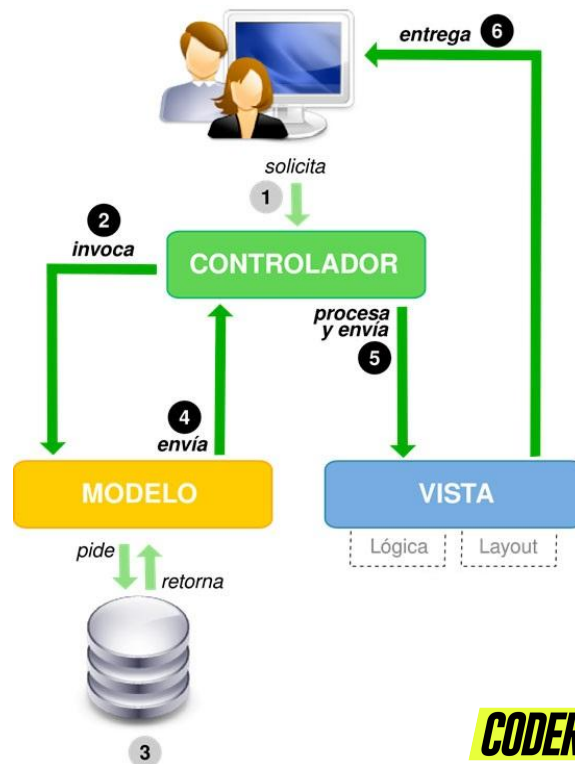 entrega 6
solicita
1
2
invoca
CONTROLADOR
procesa
y envía
5
4
envía
MODELO
VISTA
Lógica Layout
pide
retorna
3
CODER